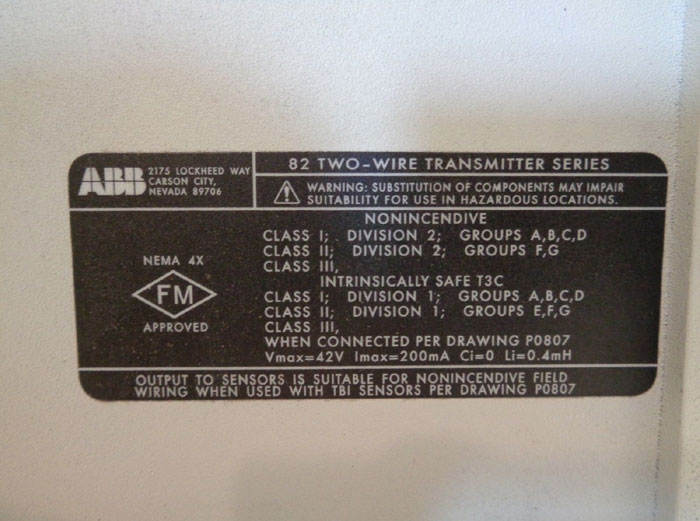 ABB 2175 LOCKHEED WAY
CARSON CITY,
NEVADA 89706
82 TWO-WIRE TRANSMITTER SERIES
WARNING: SUBSTITUTION OF COMPONENTS MAY IMPAIR
SUITABILITY FOR USE IN HAZARDOUS LOCATIONS.
NEMA 4X
FM
APPROVED
NONINCENDIVE
CLASS I; DIVISION 2; GROUPS A,B,C,D
CLASS II; DIVISION 2; GROUPS F,G
CLASS III,
INTRINSICALLY SAFE T3C
CLASS I; DIVISION 1; GROUPS A,B,C,D
CLASS II; DIVISION 1; GROUPS E,F,G
CLASS III,
WHEN CONNECTED PER DRAWING P0807
Vmax=42V Imax=200mA Ci=0 Li=0.4mH
OUTPUT TO SENSORS IS SUITABLE FOR NONINCENDIVE FIELD
WIRING WHEN USED WITH TBI SENSORS PER DRAWING P0807